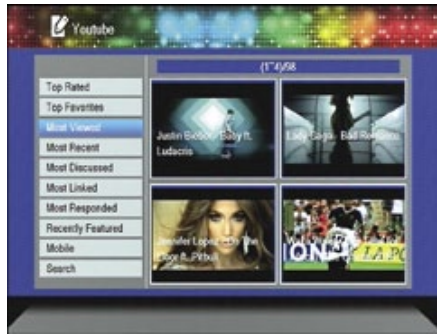 Youtube
(1~4)/98
Top Rated
Top Favorites
Most Viewed
Most Recent
Most Discussed
Most Linked
Most Responded
Recently Featured
Mobile
Search
Justin Bieber - Baby ft.
Ludacris
Lady Gaga - Bad Romance
Jennifer Lopez - On The
Floor ft. Pitbull